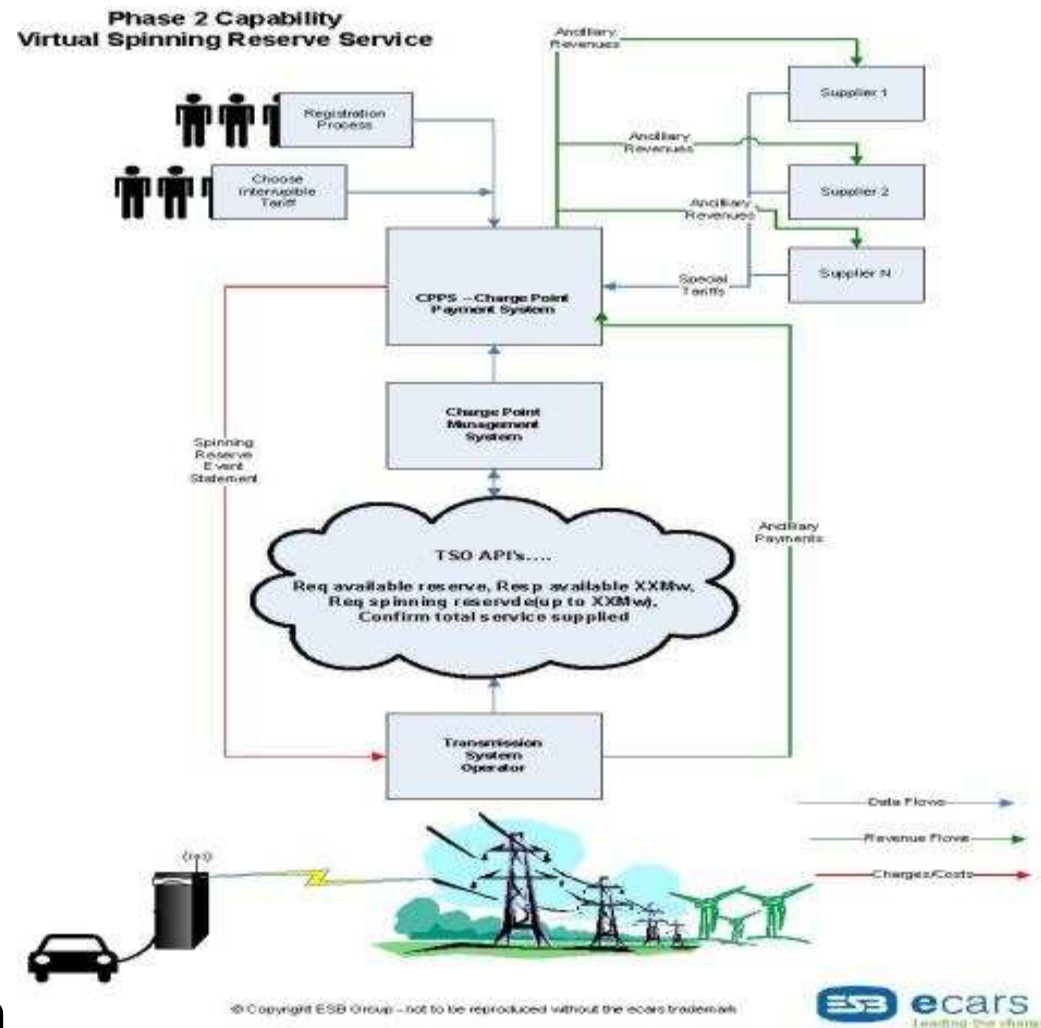 Phase 2 Capability
Virtual Spinning Reserve Service
Ancillary
Revenues
Supplier 1
Registration
Process
Ancillary
Revenues
Choose
Interrupible
Tariff
Supplier 2
Ancillary
Revenues
Supplier N
Special
Tariffs
CPPS – Charge Point
Payment System
Charge Point
Management
System
Spinning
Reserve
Event
Statement
Ancillary
Payments
TSO API's....
Req available reserve, Resp available XXMw,
Req spinning reservde(up to XXMw),
Confirm total service supplied
Transmission
System
Operator
Data Flows
Revenue Flows
Charges/Costs
© Copyright ESB Group – not to be reproduced without the ecars trademark
ESB ecars
Leading the charge